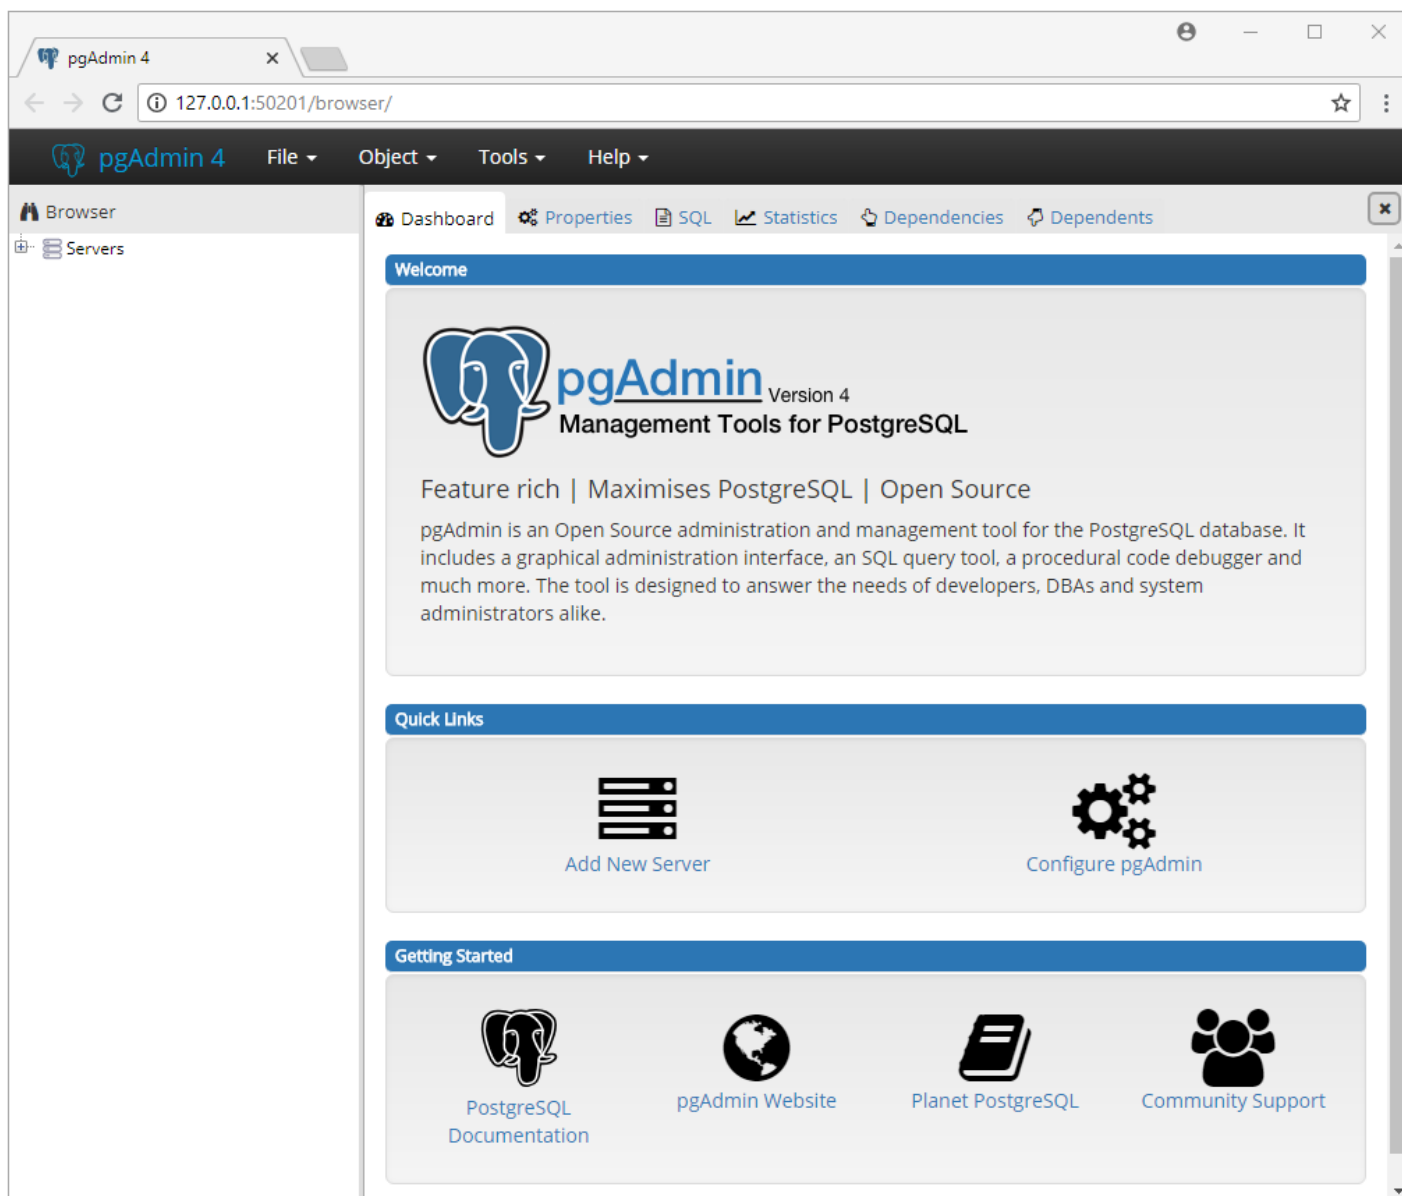 pgAdmin 4
127.0.0.1:50201/browser/
pgAdmin 4 File Object Tools Help
Browser
Servers
Dashboard Properties SQL Statistics Dependencies Dependents
Welcome
pgAdmin Version 4
Management Tools for PostgreSQL
Feature rich | Maximises PostgreSQL | Open Source
pgAdmin is an Open Source administration and management tool for the PostgreSQL database. It
includes a graphical administration interface, an SQL query tool, a procedural code debugger and
much more. The tool is designed to answer the needs of developers, DBAs and system
administrators alike.
Quick Links
Add New Server Configure pgAdmin
Getting Started
PostgreSQL
Documentation
pgAdmin Website
Planet PostgreSQL
Community Support